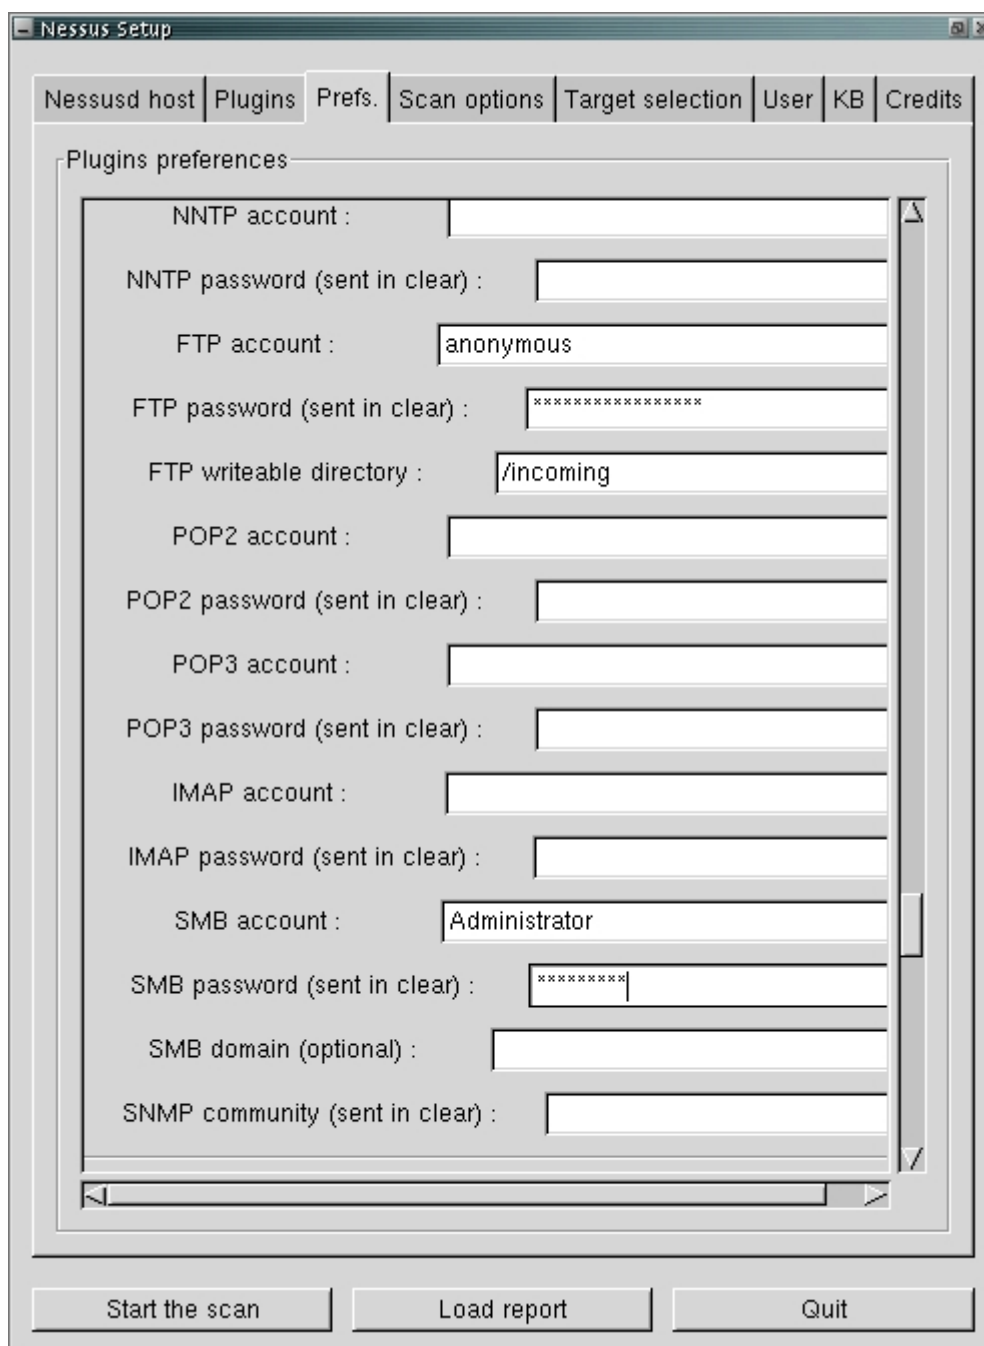 Nessus Setup
Nessusd host Plugins Prefs. Scan options Target selection User KB Credits
Plugins preferences
NNTP account :
NNTP password (sent in clear) :
FTP account : anonymous
FTP password (sent in clear) : *****************
FTP writeable directory : /incoming
POP2 account :
POP2 password (sent in clear) :
POP3 account :
POP3 password (sent in clear) :
IMAP account :
IMAP password (sent in clear) :
SMB account : Administrator
SMB password (sent in clear) : *********
SMB domain (optional) :
SNMP community (sent in clear) :
Start the scan Load report Quit